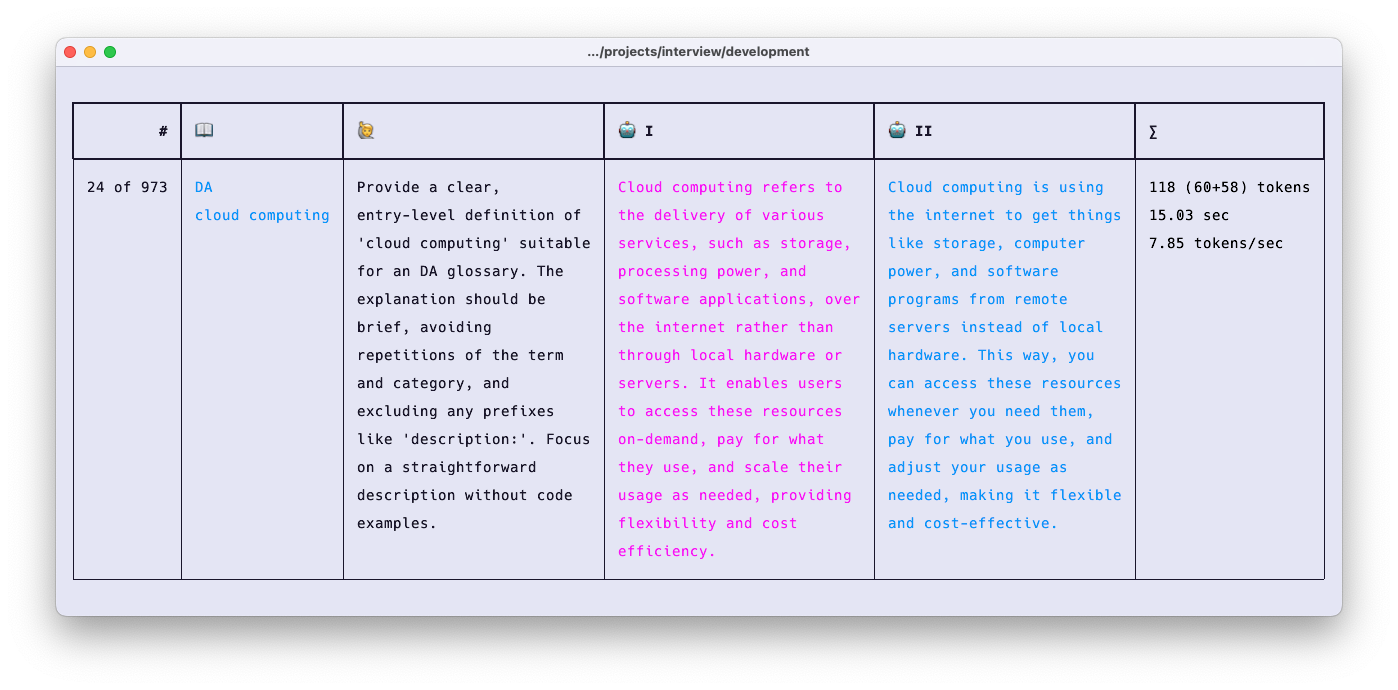 .../projects/interview/development
#
📖
🙋
🤖 I
🤖 II
∑
24 of 973
DA
cloud computing
Provide a clear,
entry-level definition of
'cloud computing' suitable
for an DA glossary. The
explanation should be
brief, avoiding
repetitions of the term
and category, and
excluding any prefixes
like 'description:'. Focus
on a straightforward
description without code
examples.
Cloud computing refers to
the delivery of various
services, such as storage,
processing power, and
software applications, over
the internet rather than
through local hardware or
servers. It enables users
to access these resources
on-demand, pay for what
they use, and scale their
usage as needed, providing
flexibility and cost
efficiency.
Cloud computing is using
the internet to get things
like storage, computer
power, and software
programs from remote
servers instead of local
hardware. This way, you
can access these resources
whenever you need them,
pay for what you use, and
adjust your usage as
needed, making it flexible
and cost-effective.
118 (60+58) tokens
15.03 sec
7.85 tokens/sec